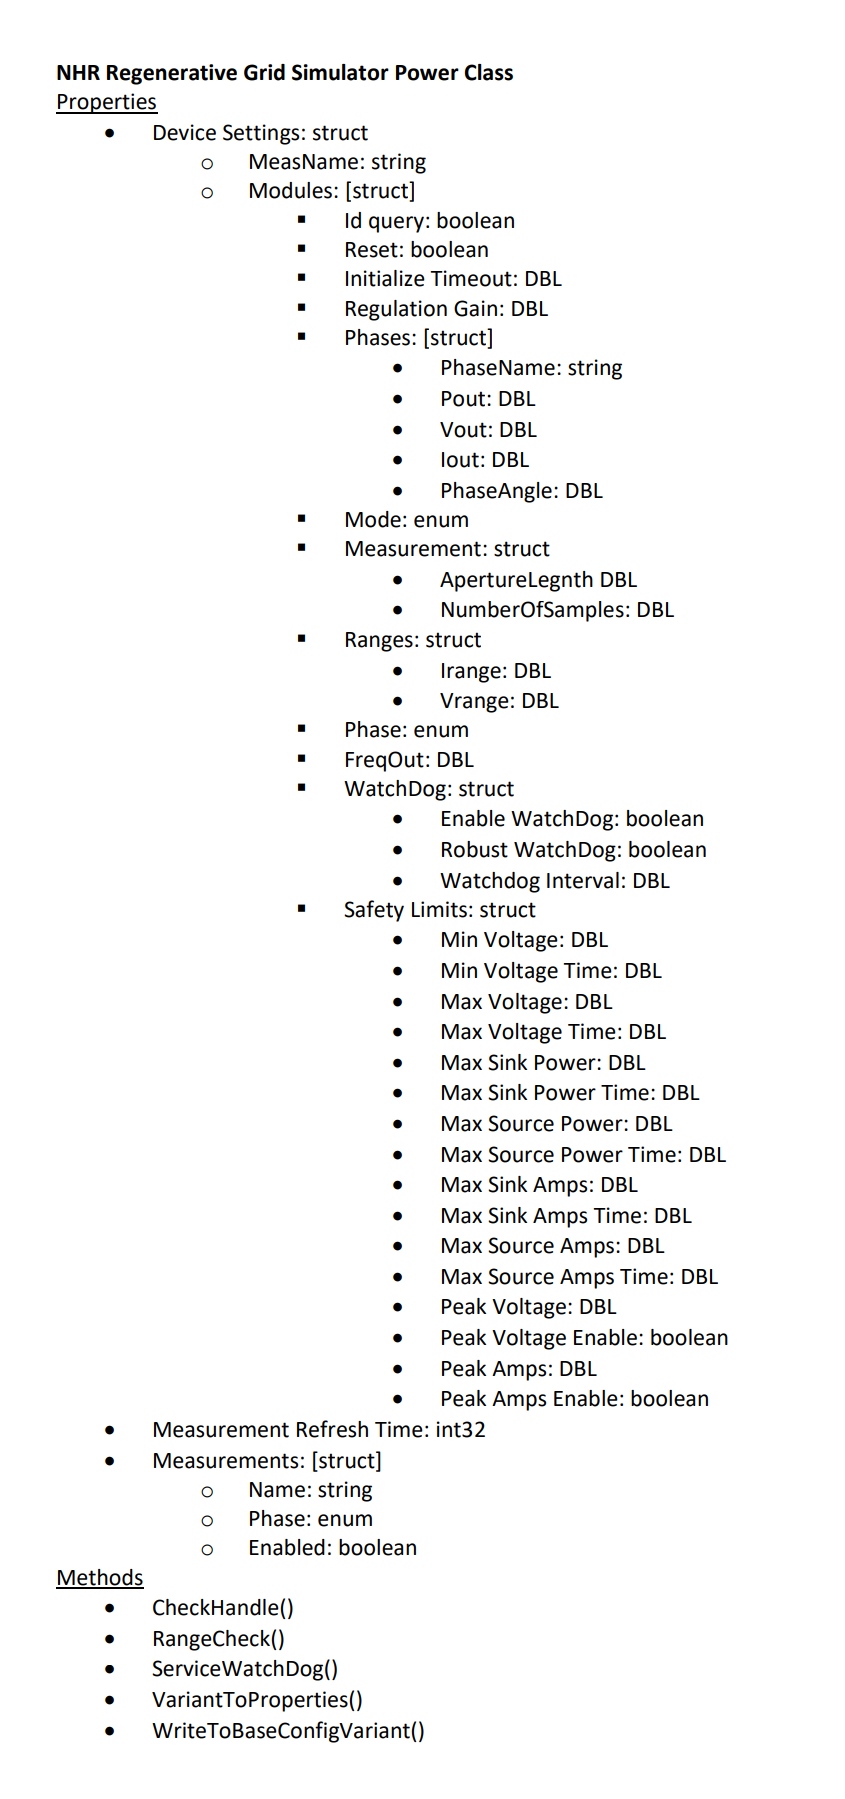 NHR Regenerative Grid Simulator Power Class
Properties
• Device Settings: struct
o MeasName: string
o Modules: [struct]
▪ Id query: boolean
▪ Reset: boolean
▪ Initialize Timeout: DBL
▪ Regulation Gain: DBL
▪ Phases: [struct]
• PhaseName: string
• Pout: DBL
• Vout: DBL
• Iout: DBL
• PhaseAngle: DBL
▪ Mode: enum
▪ Measurement: struct
• ApertureLegnth DBL
• NumberOfSamples: DBL
▪ Ranges: struct
• Irange: DBL
• Vrange: DBL
▪ Phase: enum
▪ FreqOut: DBL
▪ WatchDog: struct
• Enable WatchDog: boolean
• Robust WatchDog: boolean
• Watchdog Interval: DBL
▪ Safety Limits: struct
• Min Voltage: DBL
• Min Voltage Time: DBL
• Max Voltage: DBL
• Max Voltage Time: DBL
• Max Sink Power: DBL
• Max Sink Power Time: DBL
• Max Source Power: DBL
• Max Source Power Time: DBL
• Max Sink Amps: DBL
• Max Sink Amps Time: DBL
• Max Source Amps: DBL
• Max Source Amps Time: DBL
• Peak Voltage: DBL
• Peak Voltage Enable: boolean
• Peak Amps: DBL
• Peak Amps Enable: boolean
• Measurement Refresh Time: int32
• Measurements: [struct]
o Name: string
o Phase: enum
o Enabled: boolean
Methods
• CheckHandle()
• RangeCheck()
• ServiceWatchDog()
• VariantToProperties()
• WriteToBaseConfigVariant()